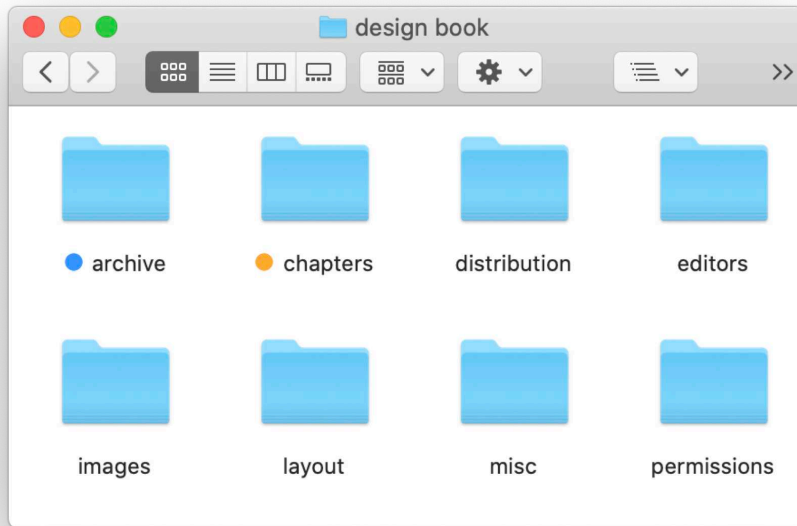 design book
archive chapters distribution editors
images layout misc permissions